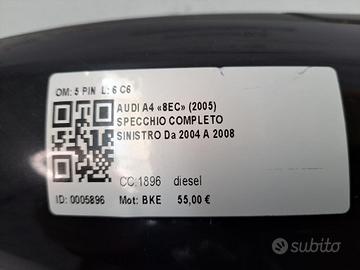 OM: 5 PIN L: 6 C6
AUDI A4 «8EC» (2005)
SPECCHIO COMPLETO
SINISTRO Da 2004 A 2008
CC:1896 diesel
ID: 0005896 Mot: BKE 55,00 €
subito